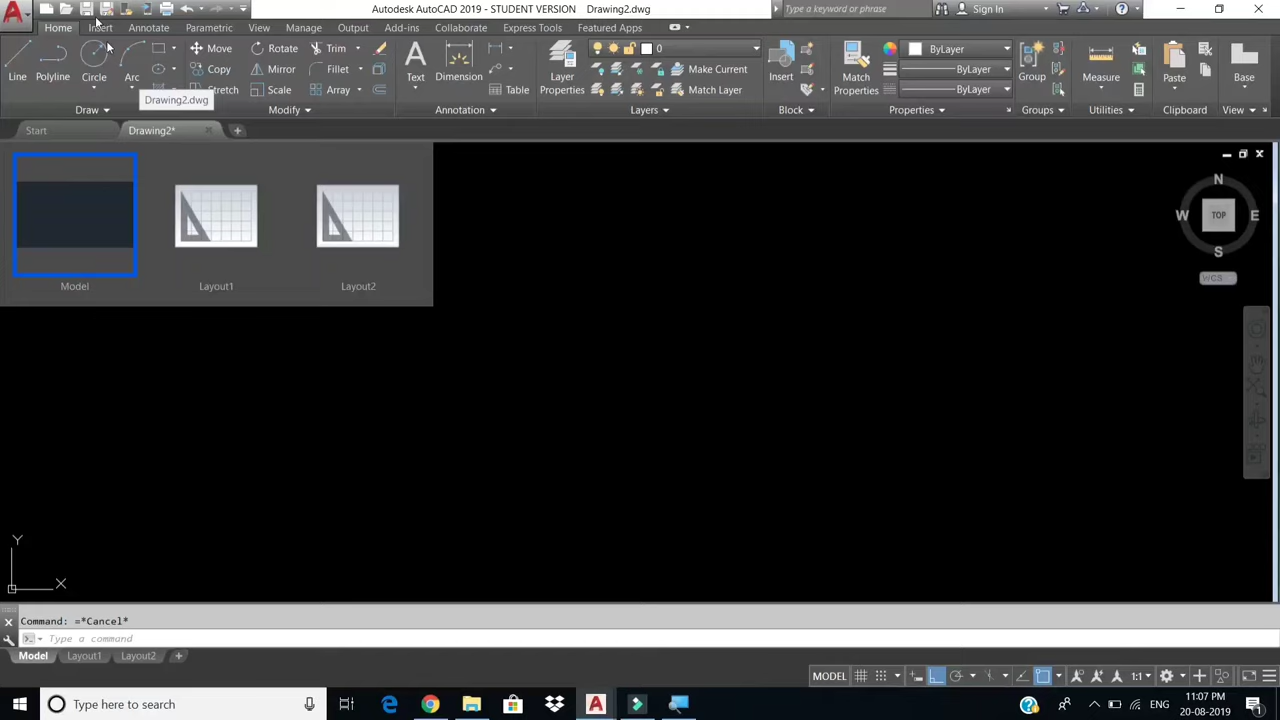 Autodesk AutoCAD 2019 - STUDENT VERSION Drawing2.dwg
Type a keyword or phrase
Sign In
Home Insert Annotate Parametric View Manage Output Add-ins Collaborate Express Tools Featured Apps
Line Polyline Circle Arc
Move Rotate Trim
Copy Mirror Fillet
Stretch Scale Array
Text Dimension Table
Layer Properties
0
Make Current
Match Layer
Insert
Match Properties
ByLayer
ByLayer
ByLayer
Group
Measure
Paste
Base
Draw Modify Annotation Layers Block Properties Groups Utilities Clipboard View
Drawing2.dwg
Start Drawing2*
Model Layout1 Layout2
N
W TOP E
S
WCS
Y
X
Command: =*Cancel*
Type a command
Model Layout1 Layout2
MODEL 1:1
Type here to search
ENG
11:07 PM
20-08-2019
1